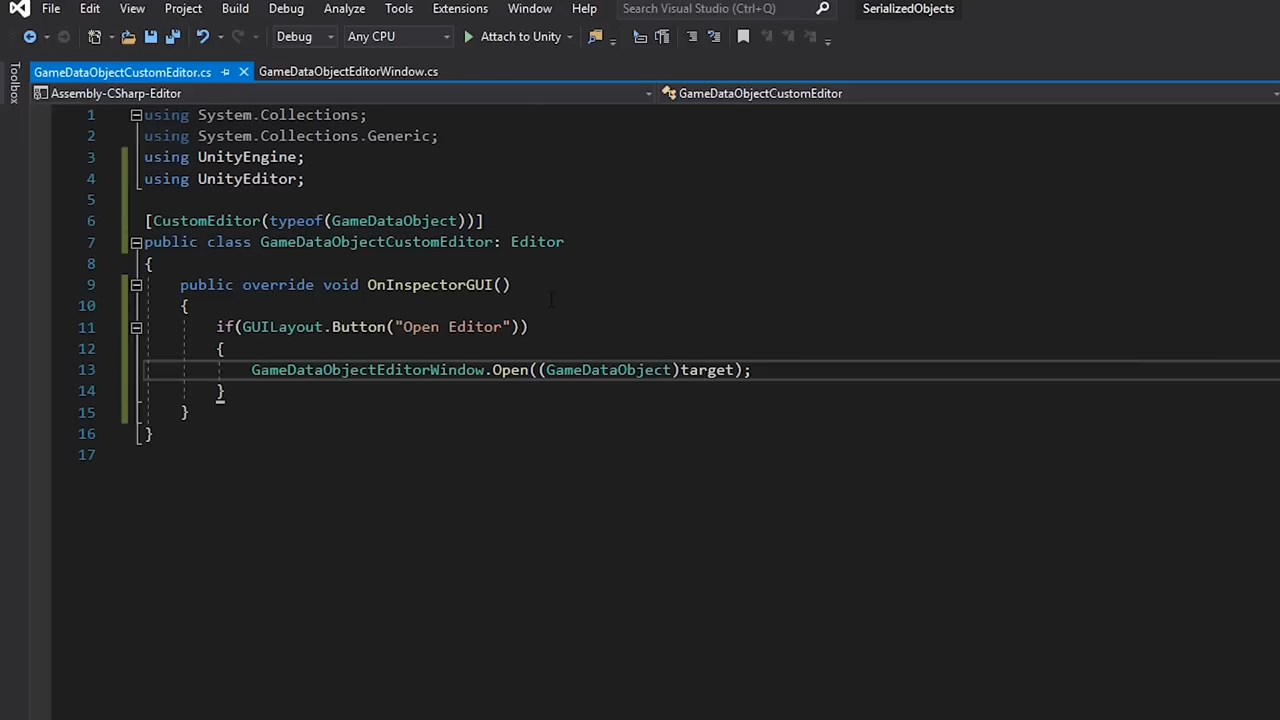 File Edit View Project Build Debug Analyze Tools Extensions Window Help Search Visual Studio (Ctrl+Q) SerializedObjects
Debug Any CPU Attach to Unity
GameDataObjectCustomEditor.cs GameDataObjectEditorWindow.cs
Toolbox
Assembly-CSharp-Editor GameDataObjectCustomEditor
1 using System.Collections;
2 using System.Collections.Generic;
3 using UnityEngine;
4 using UnityEditor;
5
6 [CustomEditor(typeof(GameDataObject))]
7 public class GameDataObjectCustomEditor: Editor
8 {
9 public override void OnInspectorGUI()
10 {
11 if(GUILayout.Button("Open Editor"))
12 {
13 GameDataObjectEditorWindow.Open((GameDataObject)target);
14 }
15 }
16 }
17